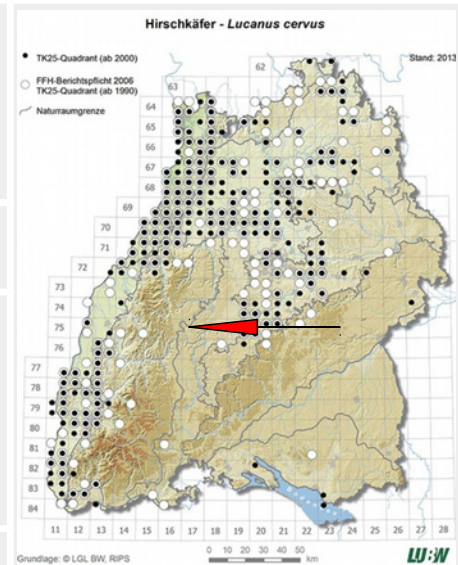 Hirschkäfer - Lucanus cervus
TK25-Quadrant (ab 2000)
FFH-Berichtspflicht 2006
TK25-Quadrant (ab 1990)
Naturraumgrenze
Stand: 2013
62
63
64
65
66
67
68
69
70
71
72
73
74
75
77
78
79
80
81
82
83
84
11 12 13 14 15 16 17 18 19 20 21 22 23 24 25 26 27 28
0 10 20 30 40 50
km
Grundlage: © LGL BW, RIPS
LUBW